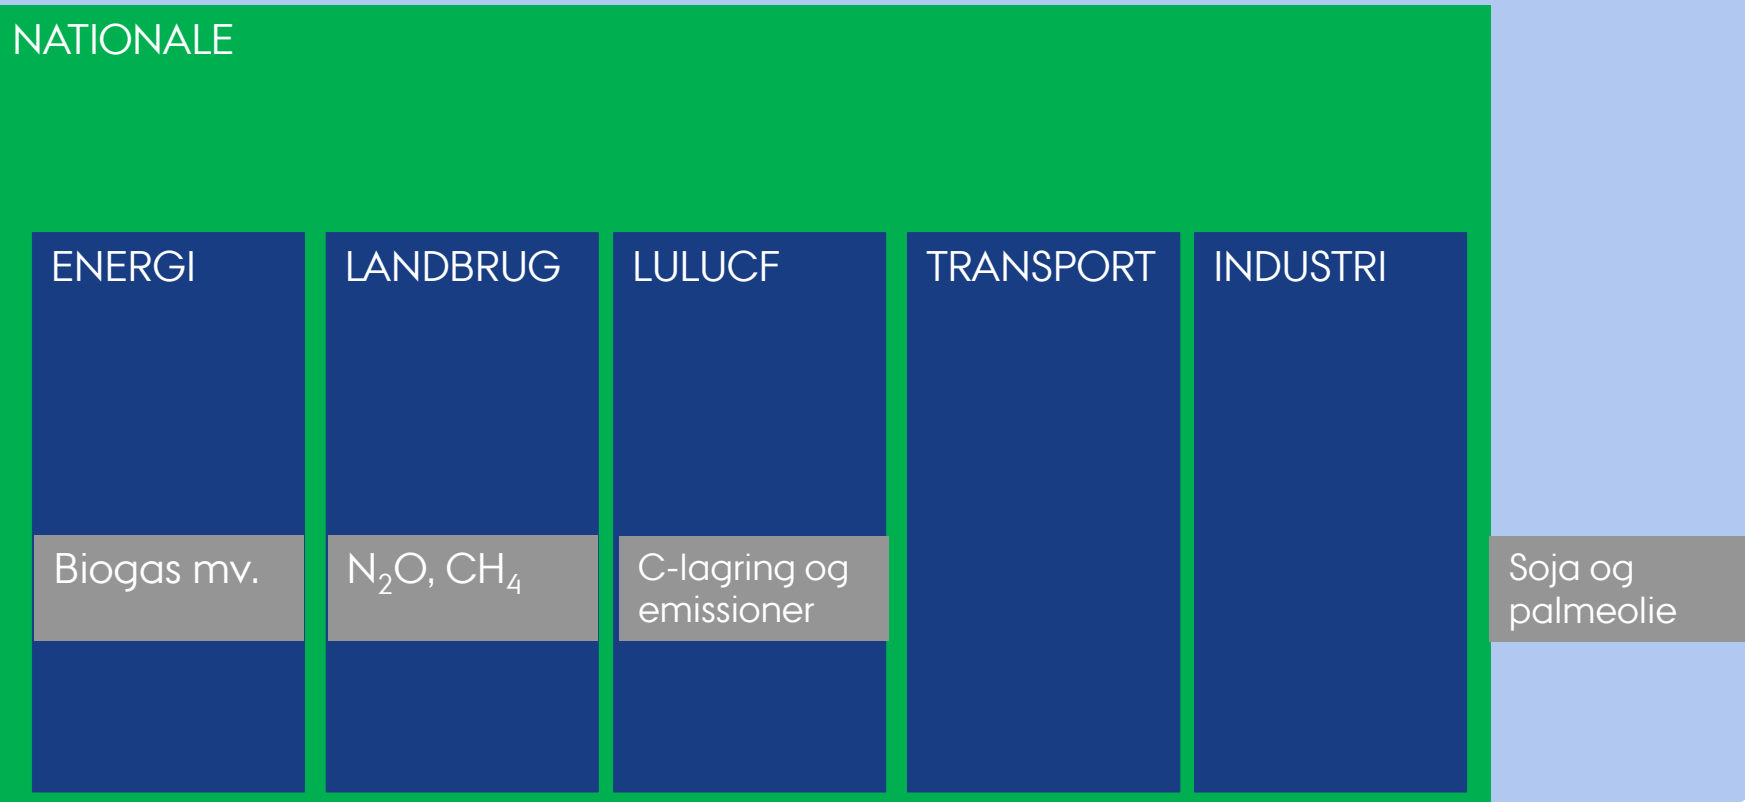 NATIONALE
ENERGI
LANDBRUG
LULUCF
TRANSPORT
INDUSTRI
Biogas mv.
N₂O, CH₄
C-lagring og
emissioner
Soja og
palmeolie